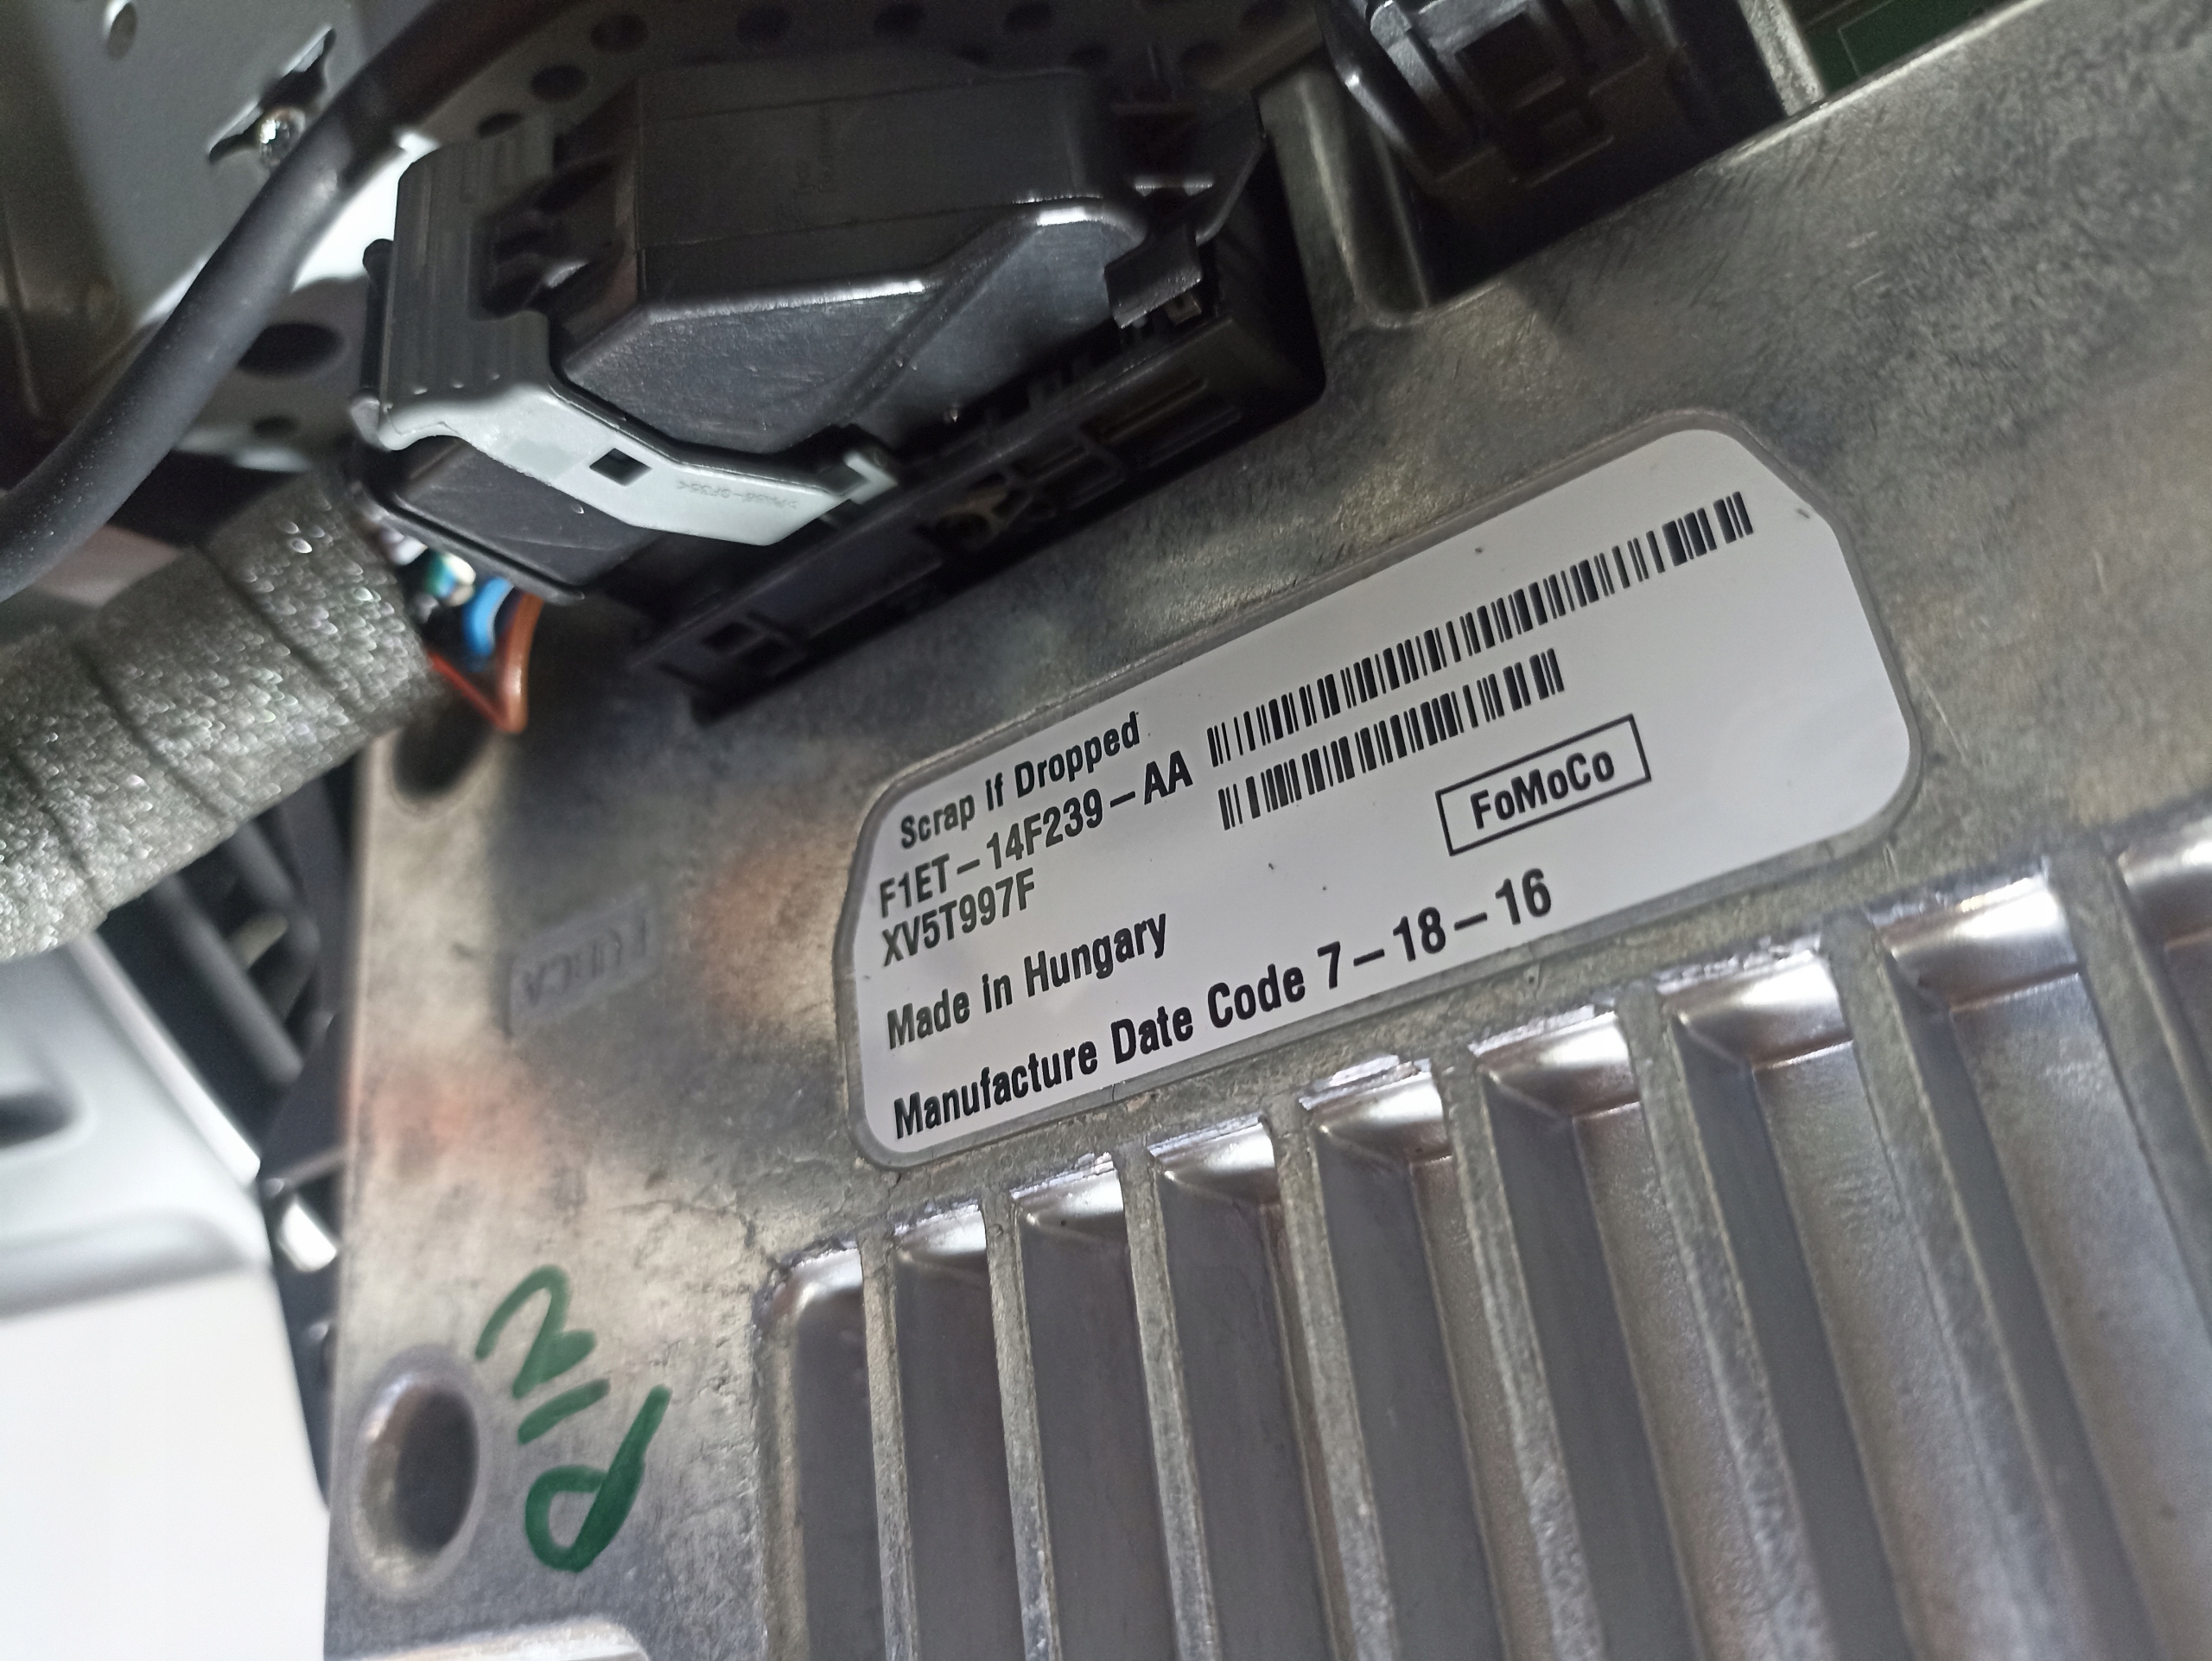 Scrap if Dropped
F1ET-14F239-AA
XV5T997F
FoMoCo
Made in Hungary
Manufacture Date Code 7-18-16